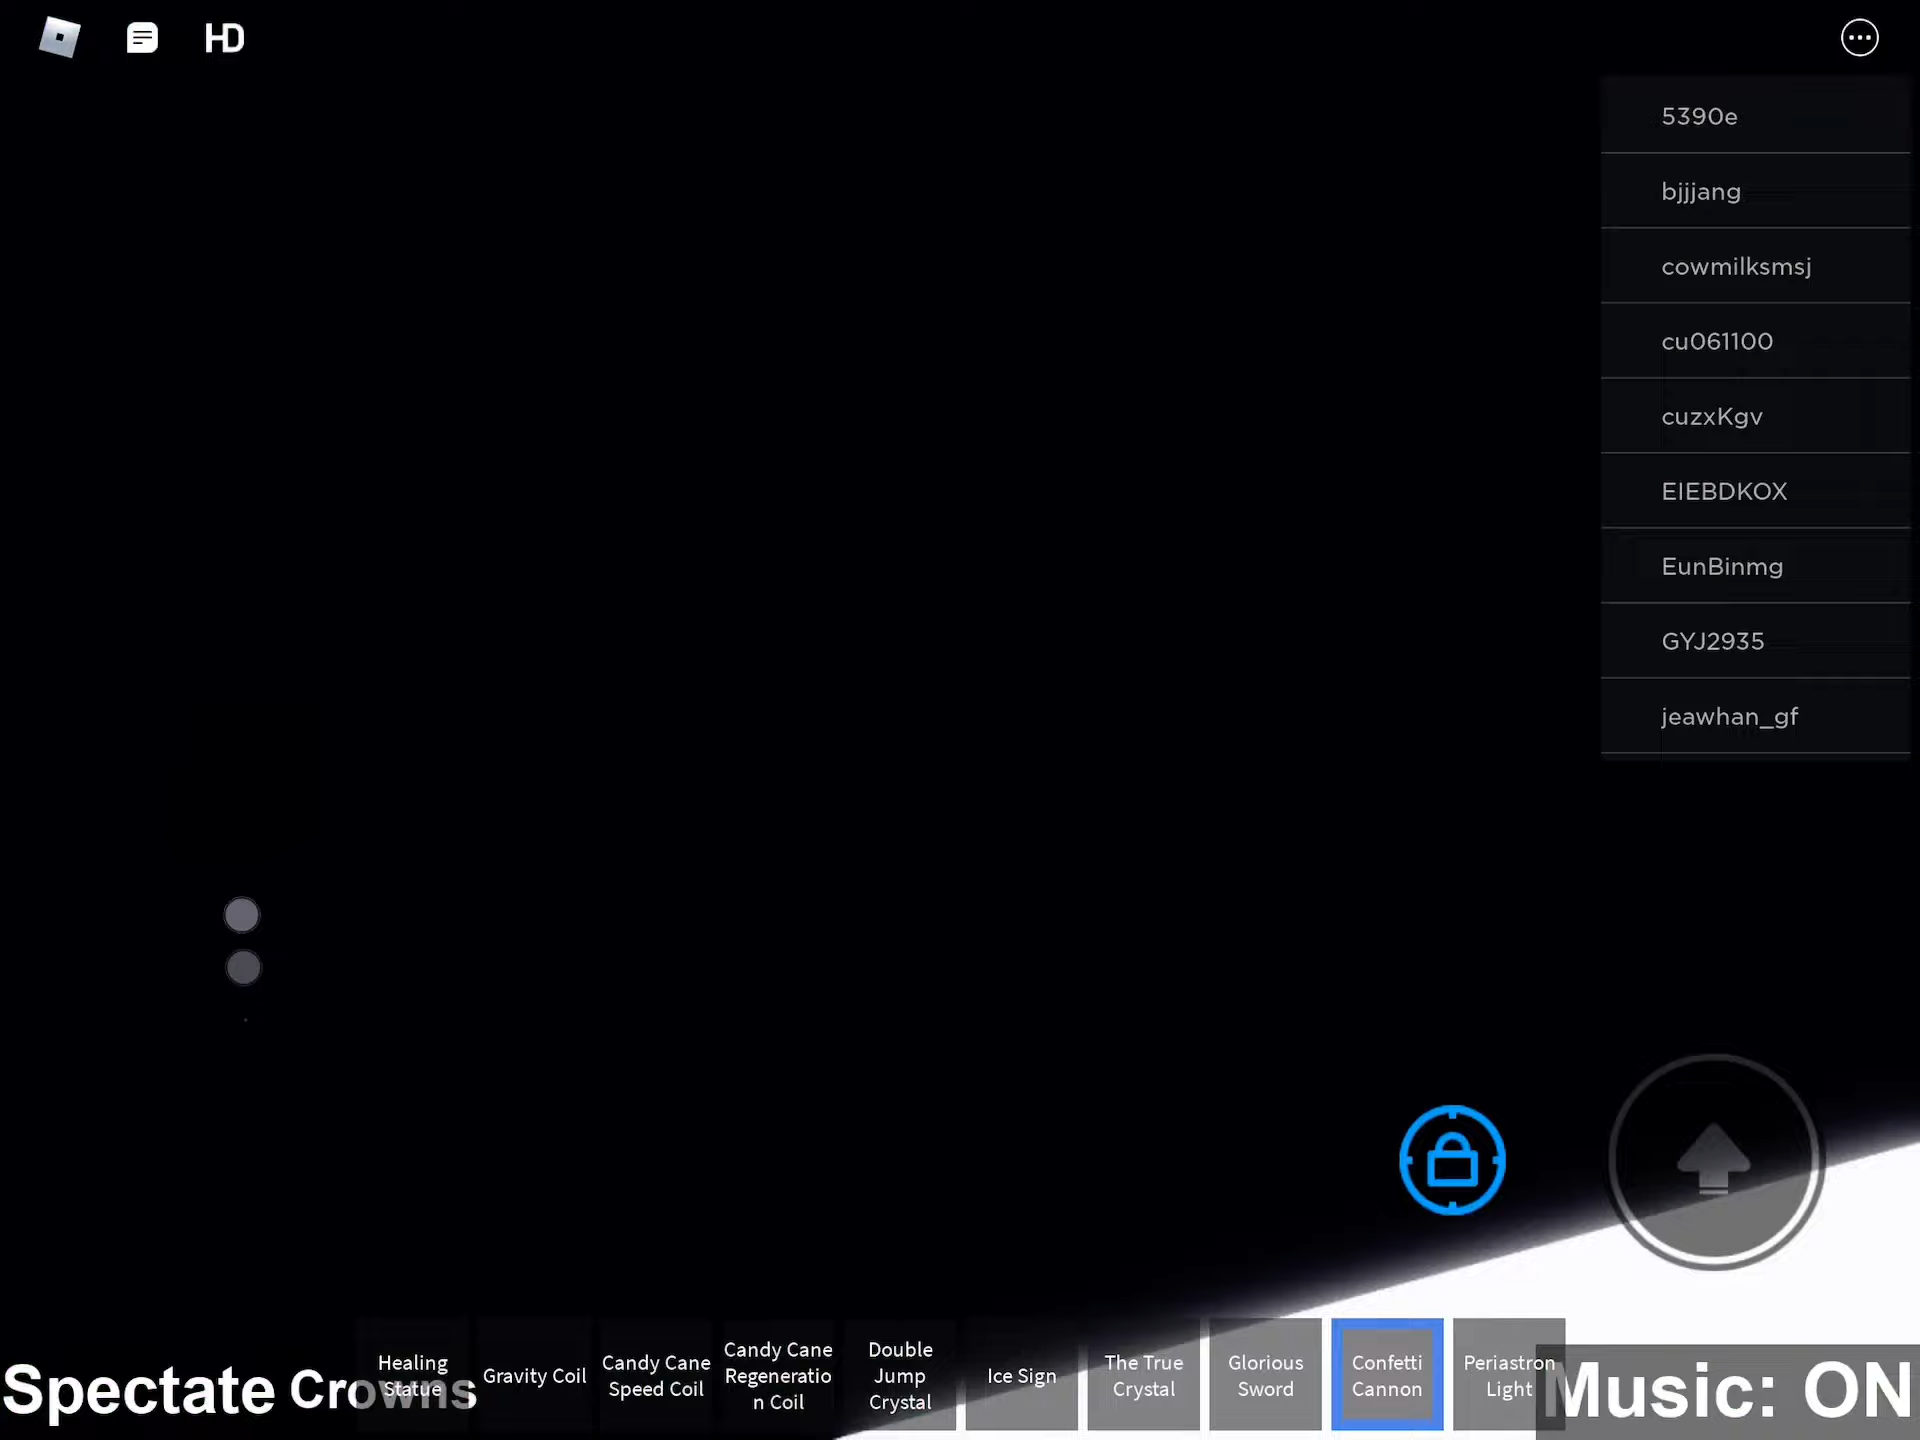 HD
5390e
bjjjang
cowmilksmsj
cu061100
cuzxKgv
EIEBDKOX
EunBinmg
GYJ2935
jeawhan_gf
Spectate Crowns
Healing
Statue
Gravity Coil
Candy Cane
Speed Coil
Candy Cane
Regeneratio
n Coil
Double
Jump
Crystal
Ice Sign
The True
Crystal
Glorious
Sword
Confetti
Cannon
Periastron
Light
Music: ON